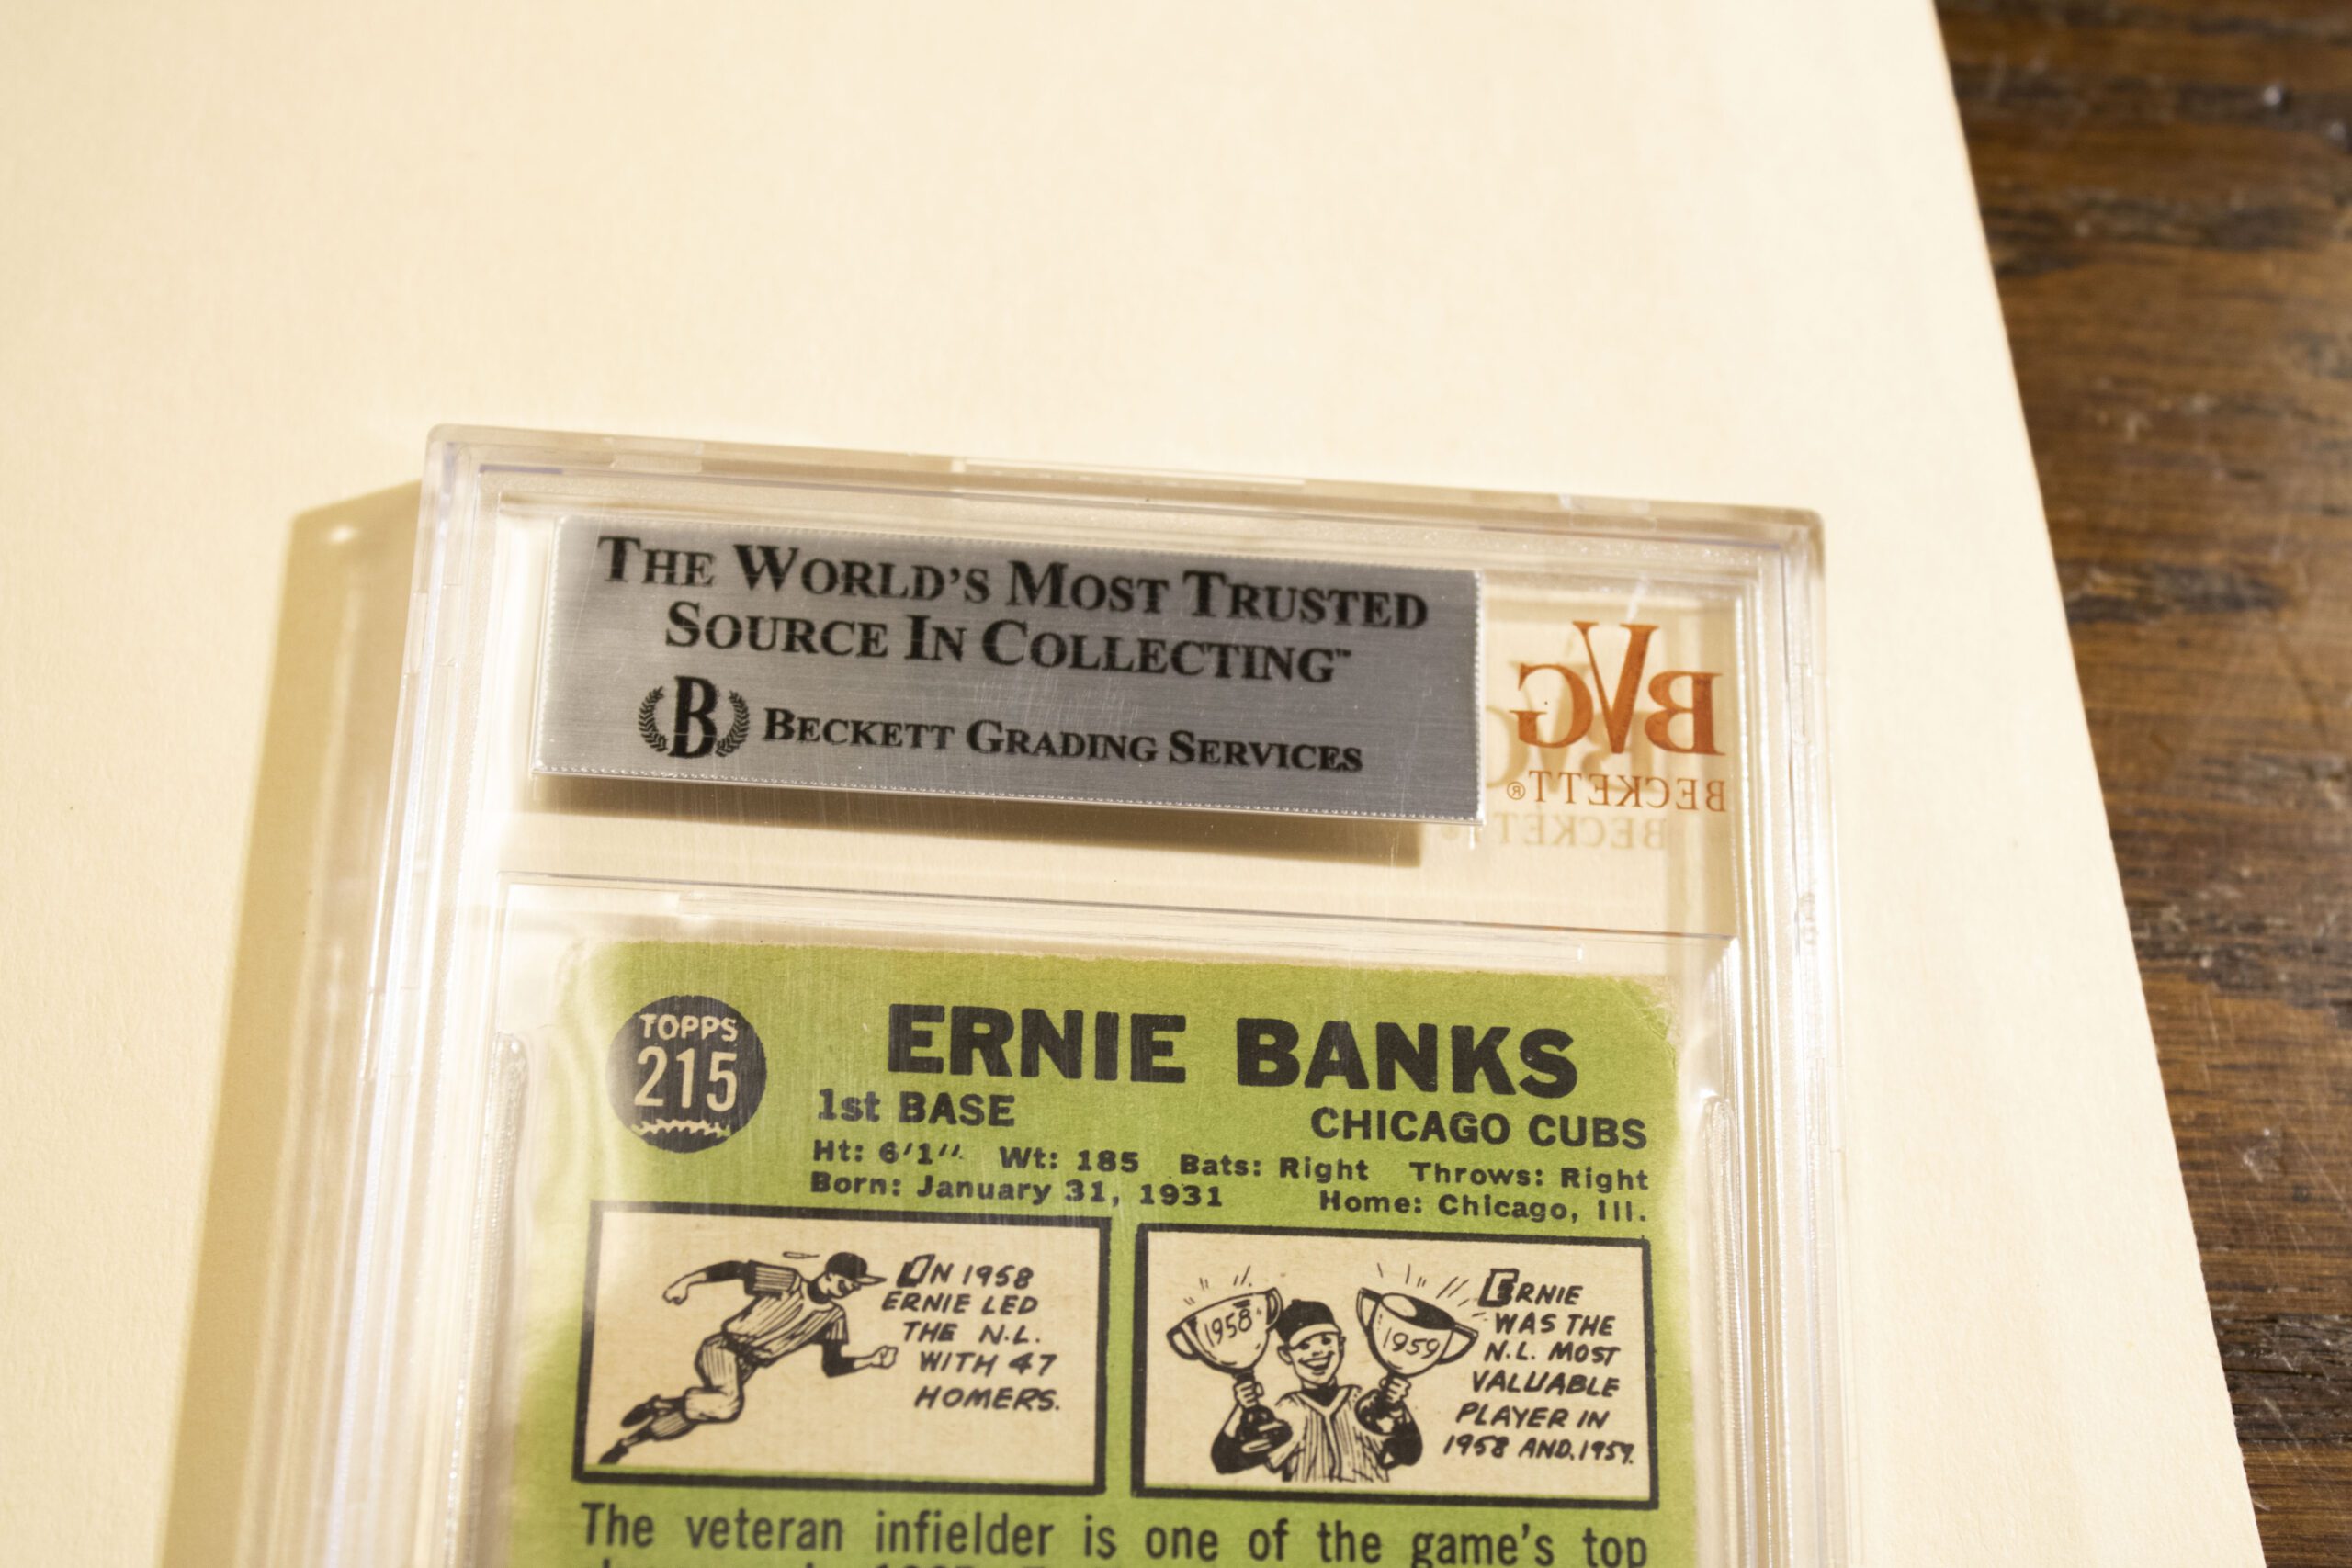 THE WORLD'S MOST TRUSTED
SOURCE IN COLLECTING™
B BECKETT GRADING SERVICES
BVG
BECKETT®
TOPPS
215
ERNIE BANKS
1st BASE
CHICAGO CUBS
Ht: 6'1" Wt: 185 Bats: Right Throws: Right
Born: January 31, 1931 Home: Chicago, Ill.
IN 1958
ERNIE LED
THE N.L.
WITH 47
HOMERS.
1958
1959
ERNIE
WAS THE
N.L. MOST
VALUABLE
PLAYER IN
1958 AND 1959.
The veteran infielder is one of the game's top